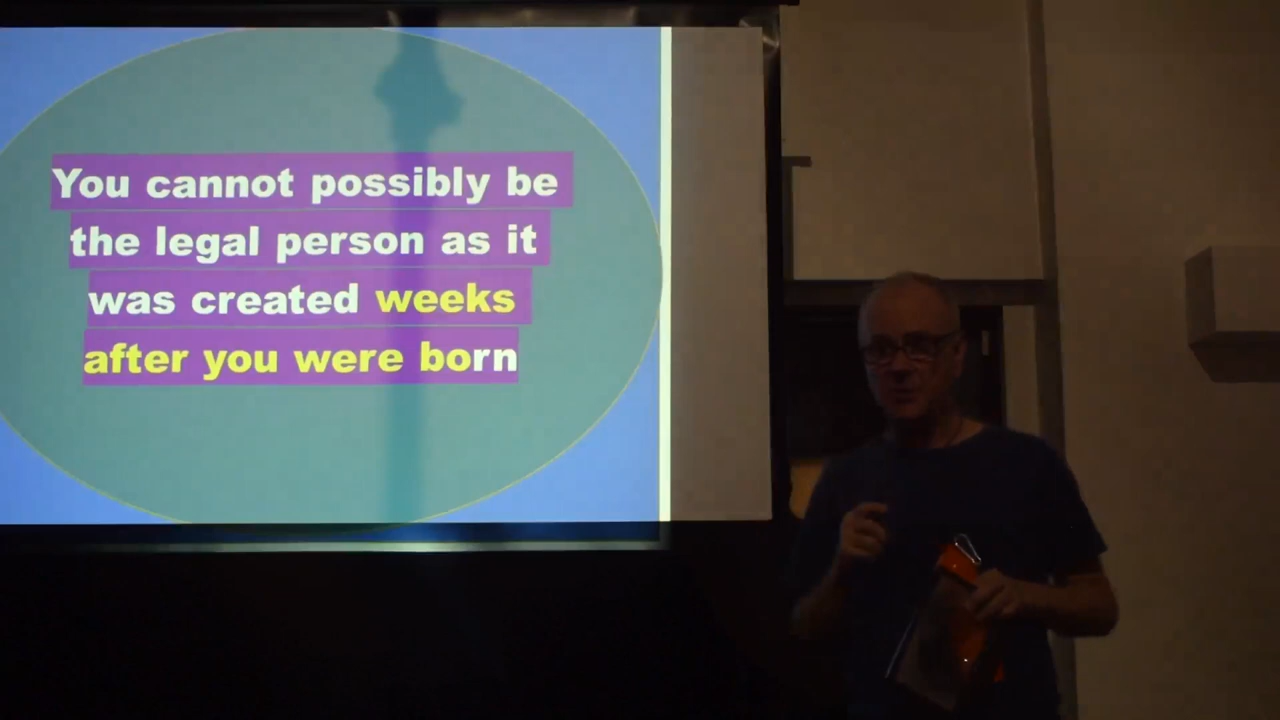 You cannot possibly be
the legal person as it
was created weeks
after you were born